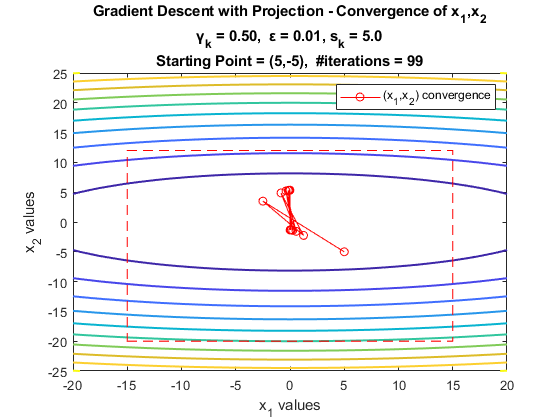 Gradient Descent with Projection - Convergence of x₁,x₂
γₖ = 0.50, ε = 0.01, sₖ = 5.0
Starting Point = (5,-5), #iterations = 99
(x₁,x₂) convergence
25
20
15
10
5
0
-5
-10
-15
-20
-25
x₂ values
-20 -15 -10 -5 0 5 10 15 20
x₁ values